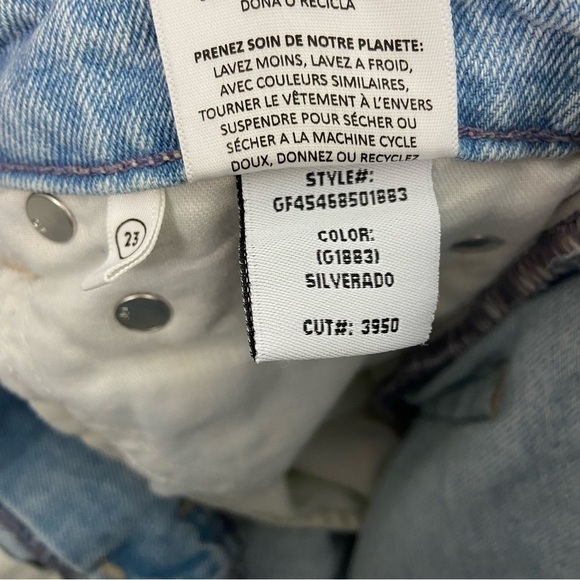 DONA O RECICLA
PRENEZ SOIN DE NOTRE PLANETE:
LAVEZ MOINS, LAVEZ A FROID,
AVEC COULEURS SIMILAIRES,
TOURNER LE VÊTEMENT À L'ENVERS
SUSPENDRE POUR SÉCHER OU
SÉCHER A LA MACHINE CYCLE
DOUX, DONNEZ OU RECYCLEZ
STYLE#:
GF45468501883
COLOR:
(G1883)
SILVERADO
CUT#: 3950
23